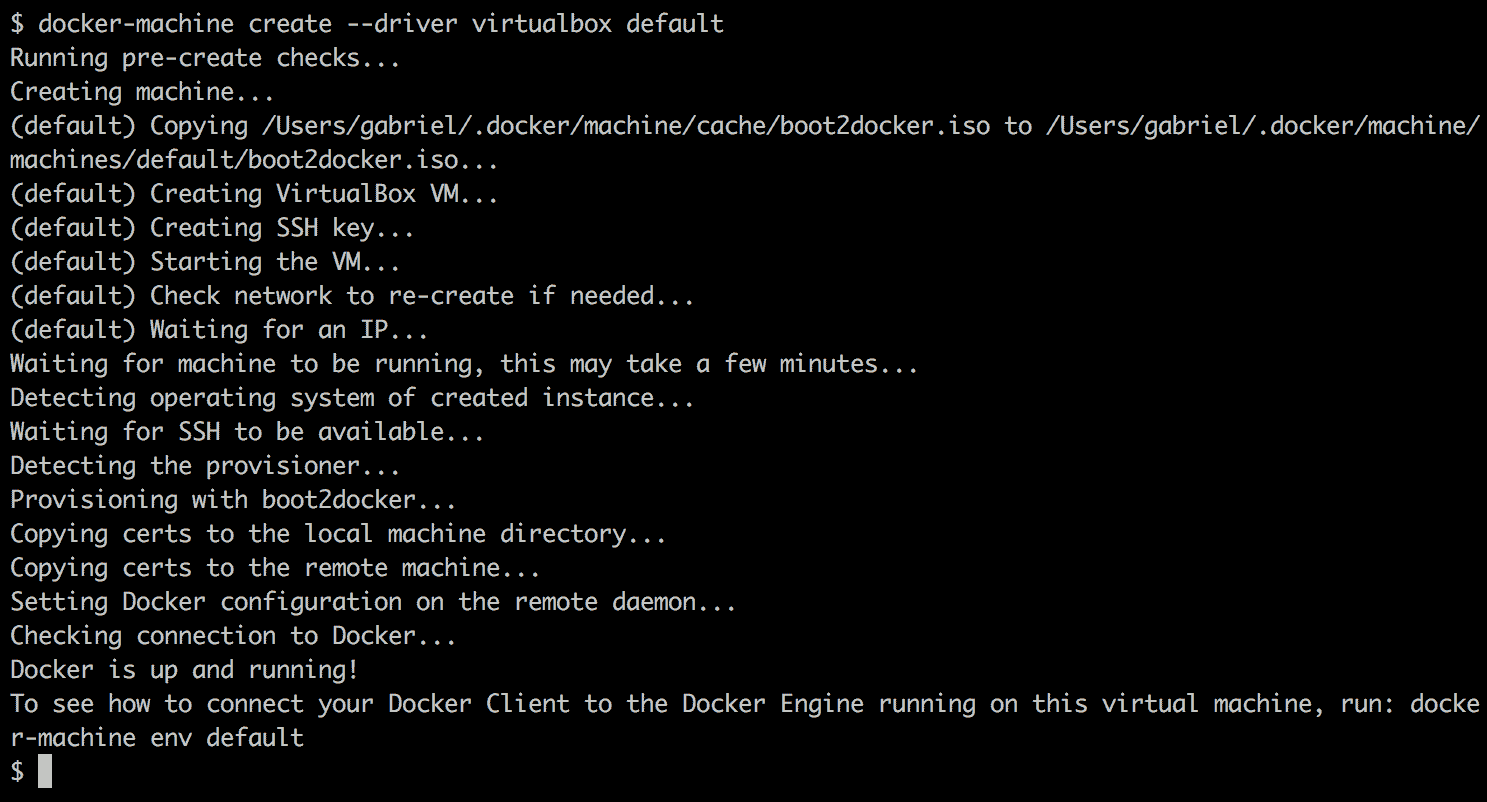 $ docker-machine create --driver virtualbox default
Running pre-create checks...
Creating machine...
(default) Copying /Users/gabriel/.docker/machine/cache/boot2docker.iso to /Users/gabriel/.docker/machine/
machines/default/boot2docker.iso...
(default) Creating VirtualBox VM...
(default) Creating SSH key...
(default) Starting the VM...
(default) Check network to re-create if needed...
(default) Waiting for an IP...
Waiting for machine to be running, this may take a few minutes...
Detecting operating system of created instance...
Waiting for SSH to be available...
Detecting the provisioner...
Provisioning with boot2docker...
Copying certs to the local machine directory...
Copying certs to the remote machine...
Setting Docker configuration on the remote daemon...
Checking connection to Docker...
Docker is up and running!
To see how to connect your Docker Client to the Docker Engine running on this virtual machine, run: docke
r-machine env default
$